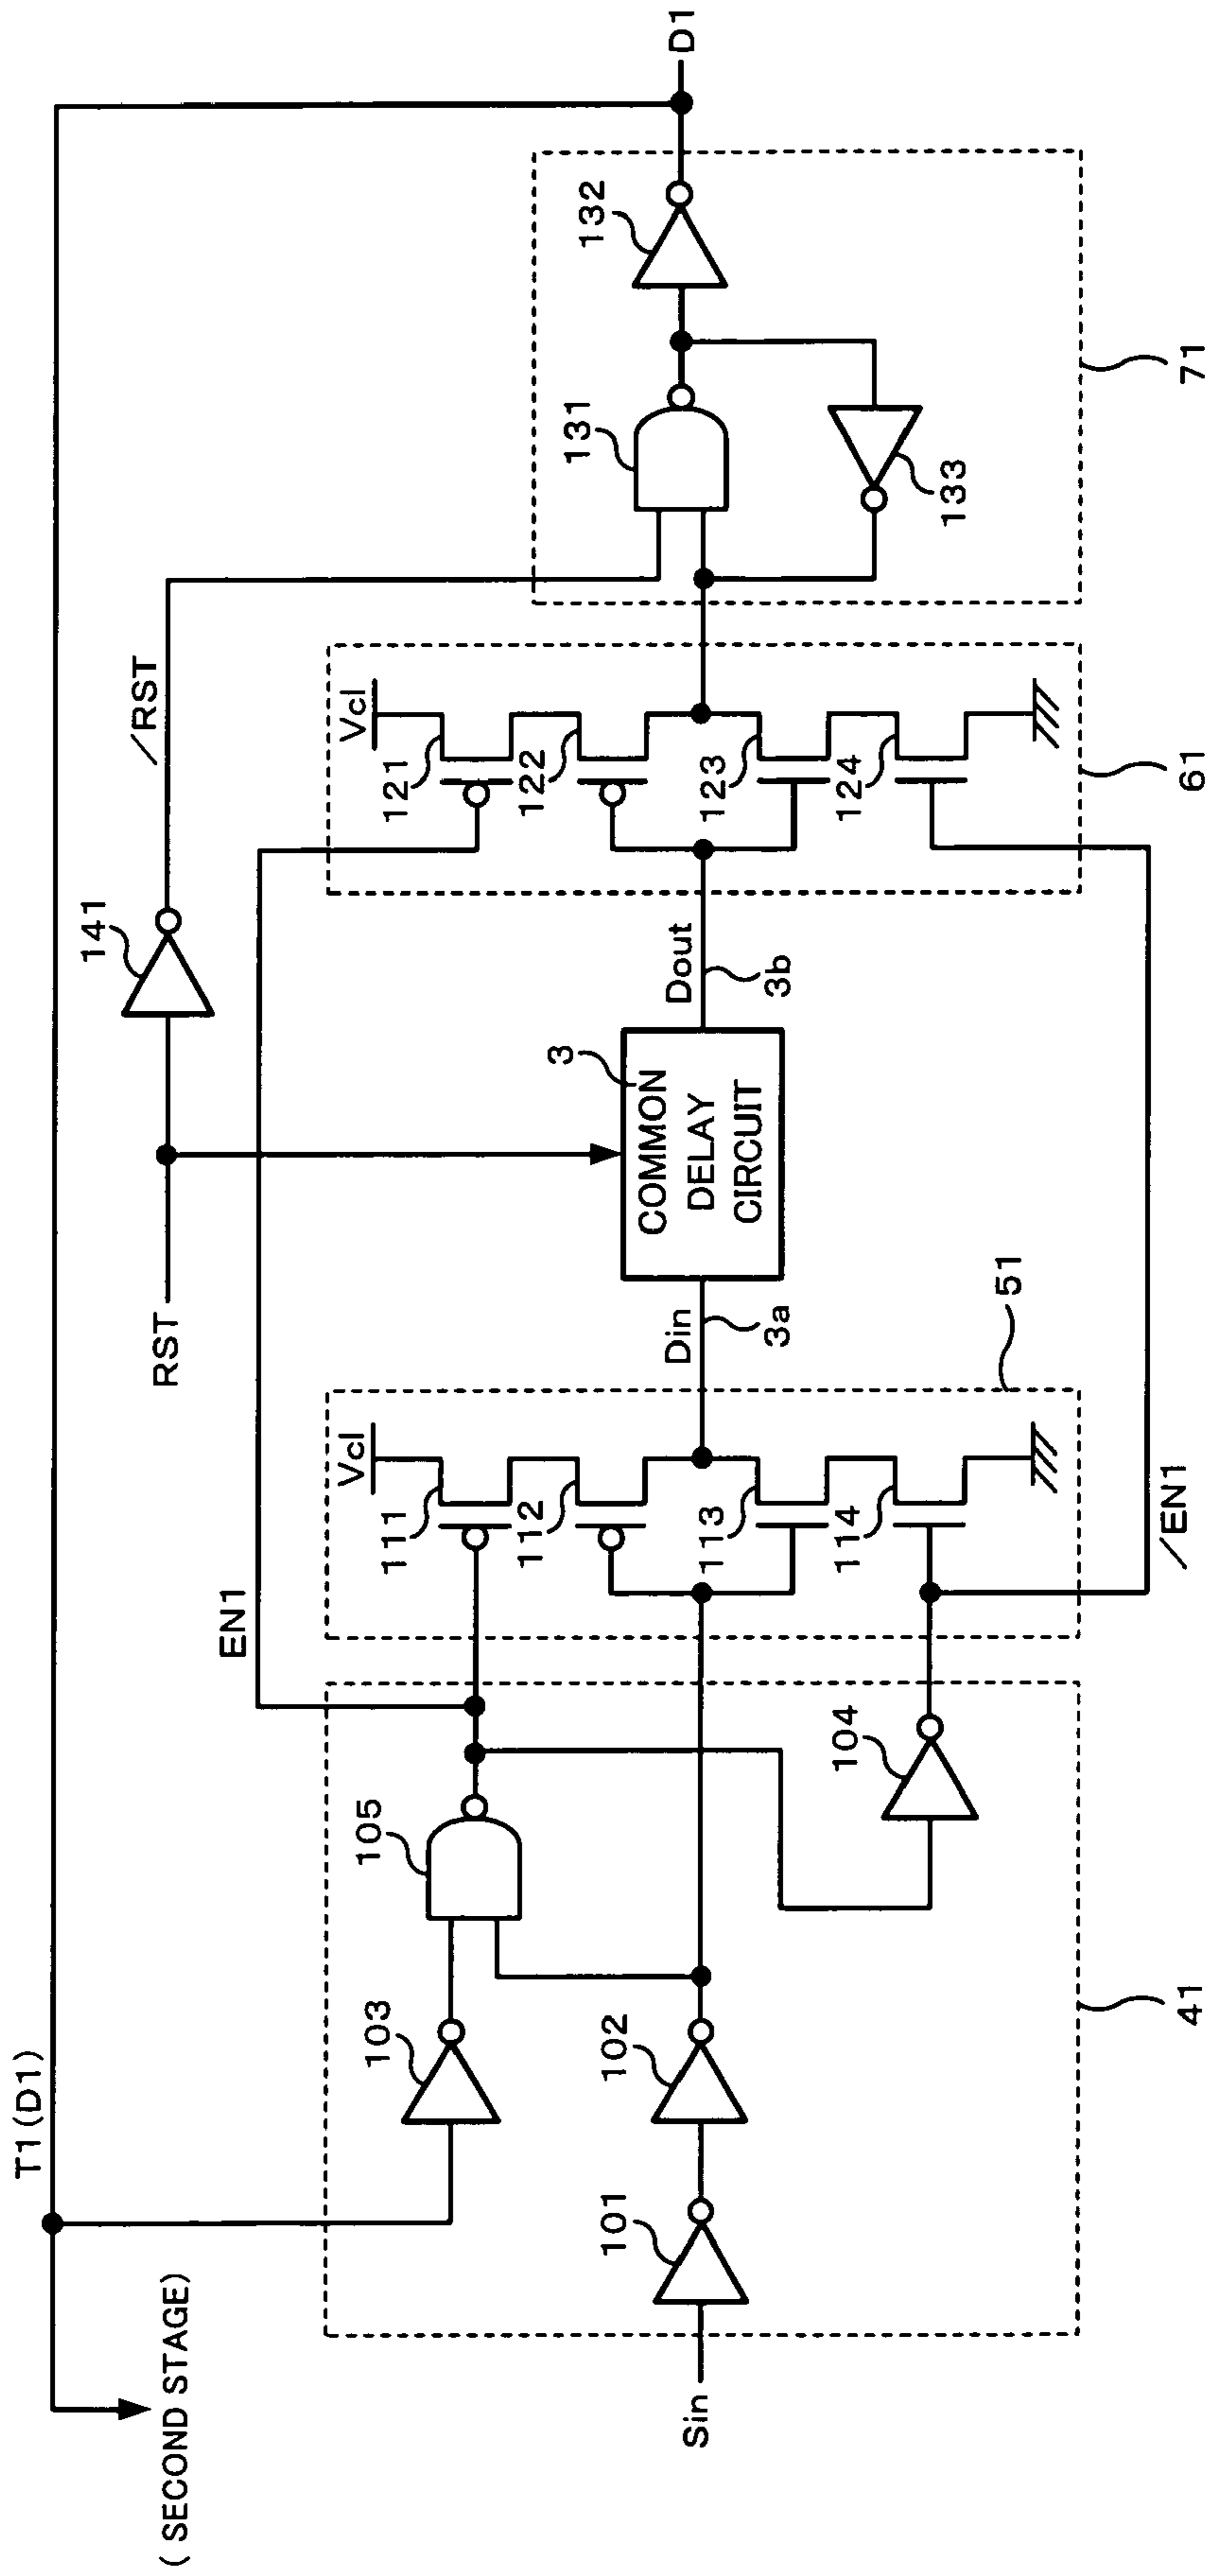 T1(D1)
(SECOND STAGE)
RST
141
/RST
EN1
D1
103
105
101
102
104
Sin
41
Vcl
111
112
113
114
51
/EN1
Din
3a
3
COMMON
DELAY
CIRCUIT
Dout
3b
Vcl
121
122
123
124
61
131
132
133
71